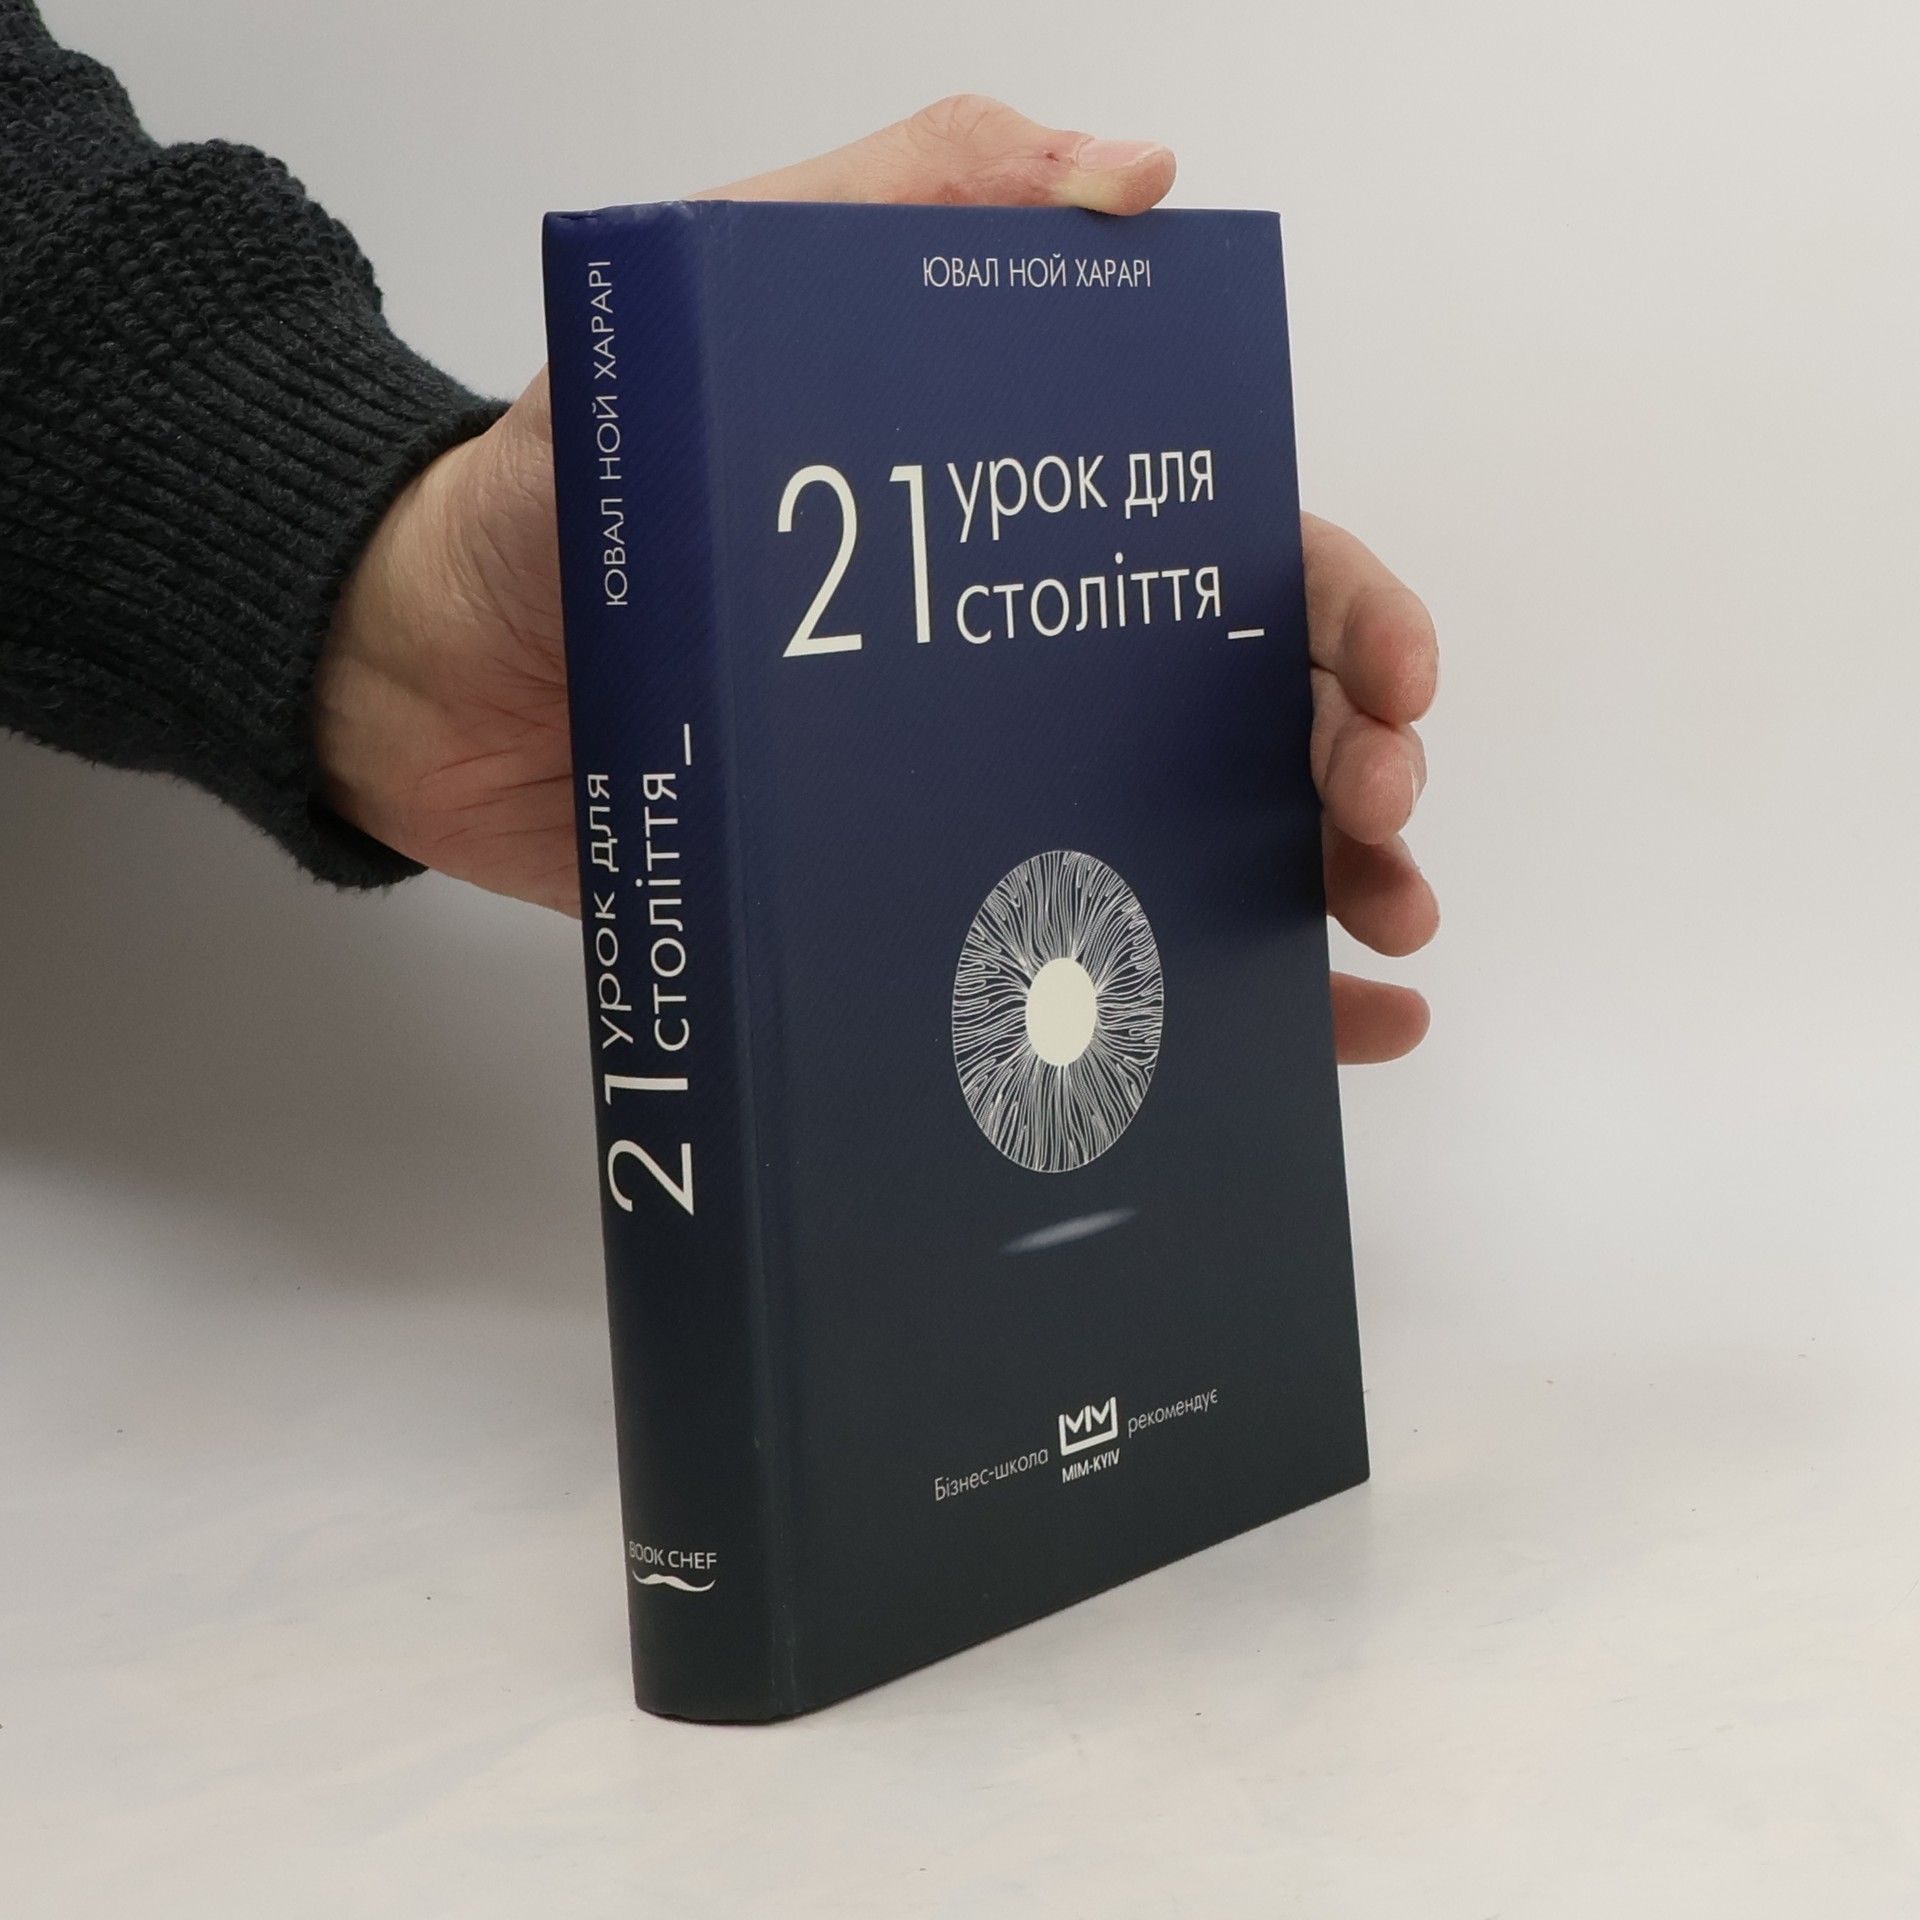 ЮВАЛ НОЙ ХАРАРІ
21 урок для
століття_
Бізнес-школа MIM-KYIV рекомендує
ЮВАЛ НОЙ ХАРАРІ
21 урок для
століття_
BOOK CHEF